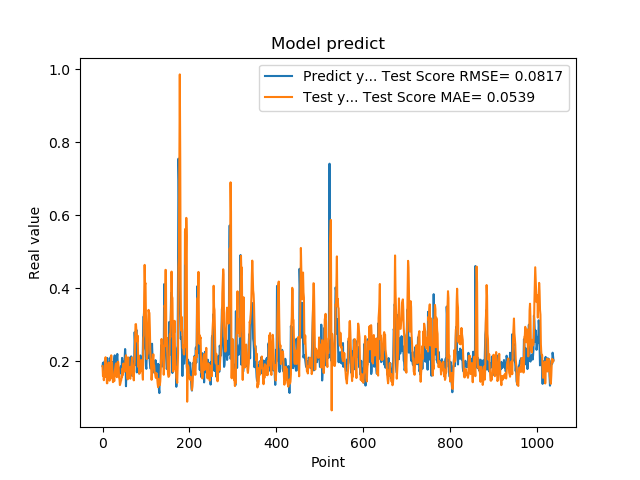 Model predict
Predict y... Test Score RMSE= 0.0817
Test y... Test Score MAE= 0.0539
1.0
0.8
0.6
0.4
0.2
Real value
0 200 400 600 800 1000
Point